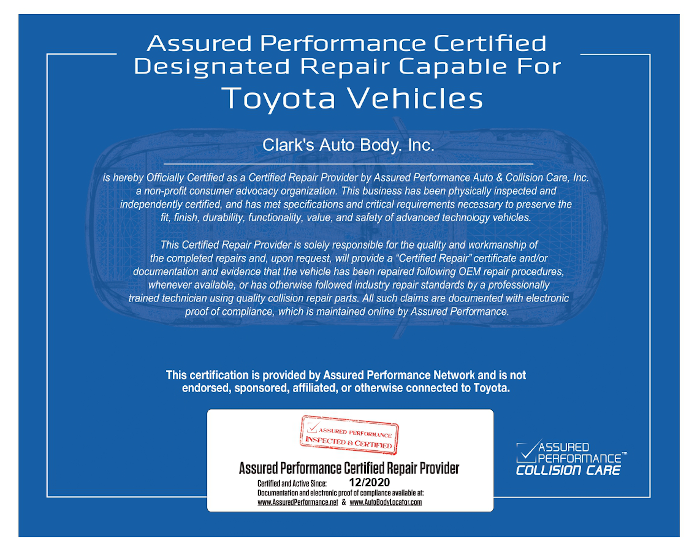 Assured Performance Certified
Designated Repair Capable For
Toyota Vehicles
Clark's Auto Body. Inc.
is hereby Officially Certified as a Certified Repair Provider by Assured Performance Auto & Collision Care, Inc.
a non-profit consumer advocacy organization. This business has been physically inspected and
independently certified, and has met specifications and critical requirements necessary to preserve the
fit, finish, durability, functionality, value, and safety of advanced technology vehicles.
This Certified Repair Provider is solely responsible for the quality and workmanship of
the completed repairs and, upon request, will provide a “Certified Repair” certificate and/or
documentation and evidence that the vehicle has been repaired following OEM repair procedures,
whenever available, or has otherwise followed industry repair standards by a professionally
trained technician using quality collision repair parts. All such claims are documented with electronic
proof of compliance, which is maintained online by Assured Performance.
This certification is provided by Assured Performance Network and is not
endorsed, sponsored, affiliated, or otherwise connected to Toyota.
ASSURED PERFORMANCE
INSPECTED & CERTIFIED
Assured Performance Certified Repair Provider
Certified and Active Since: 12/2020
Documentation and electronic proof of compliance available at:
www.AssuredPerformance.net & www.AutoBodyLocator.com
ASSURED
PERFORMANCE™
COLLISION CARE